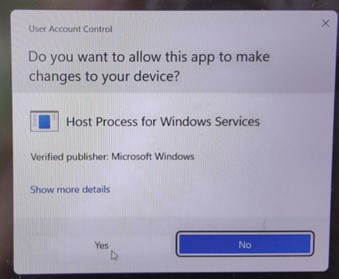 User Account Control
Do you want to allow this app to make
changes to your device?
Host Process for Windows Services
Verified publisher: Microsoft Windows
Show more details
Yes
No